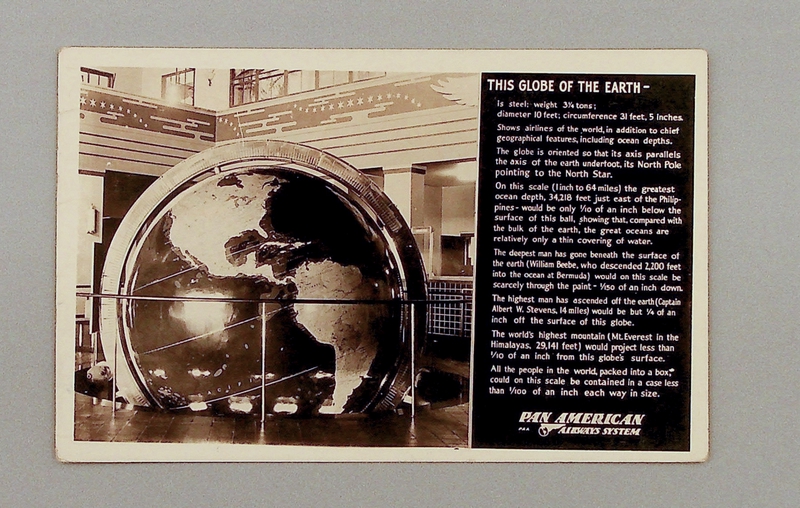 THIS GLOBE OF THE EARTH –
Is steel: weight 3¼ tons;
diameter 10 feet; circumference 31 feet, 5 inches.
Shows airlines of the world, in addition to chief
geographical features, including ocean depths.
The globe is oriented so that its axis parallels
the axis of the earth underfoot, its North Pole
pointing to the North Star.
On this scale (1 inch to 64 miles) the greatest
ocean depth, 34,218 feet just east of the Philip-
pines - would be only 1/10 of an inch below the
surface of this ball, showing that, compared with
the bulk of the earth, the great oceans are
relatively only a thin covering of water.
The deepest man has gone beneath the surface of
the earth (William Beebe, who descended 2,200 feet
into the ocean at Bermuda) would on this scale be
scarcely through the paint - 1/150 of an inch down.
The highest man has ascended off the earth (Captain
Albert W. Stevens, 14 miles) would be but ¼ of an
inch off the surface of this globe.
The world's highest mountain (Mt. Everest in the
Himalayas, 29,141 feet) would project less than
1/10 of an inch from this globe's surface.
All the people in the world, packed into a box,
could on this scale be contained in a case less
than 1/100 of an inch each way in size.
PAN AMERICAN
PAA AIRWAYS SYSTEM